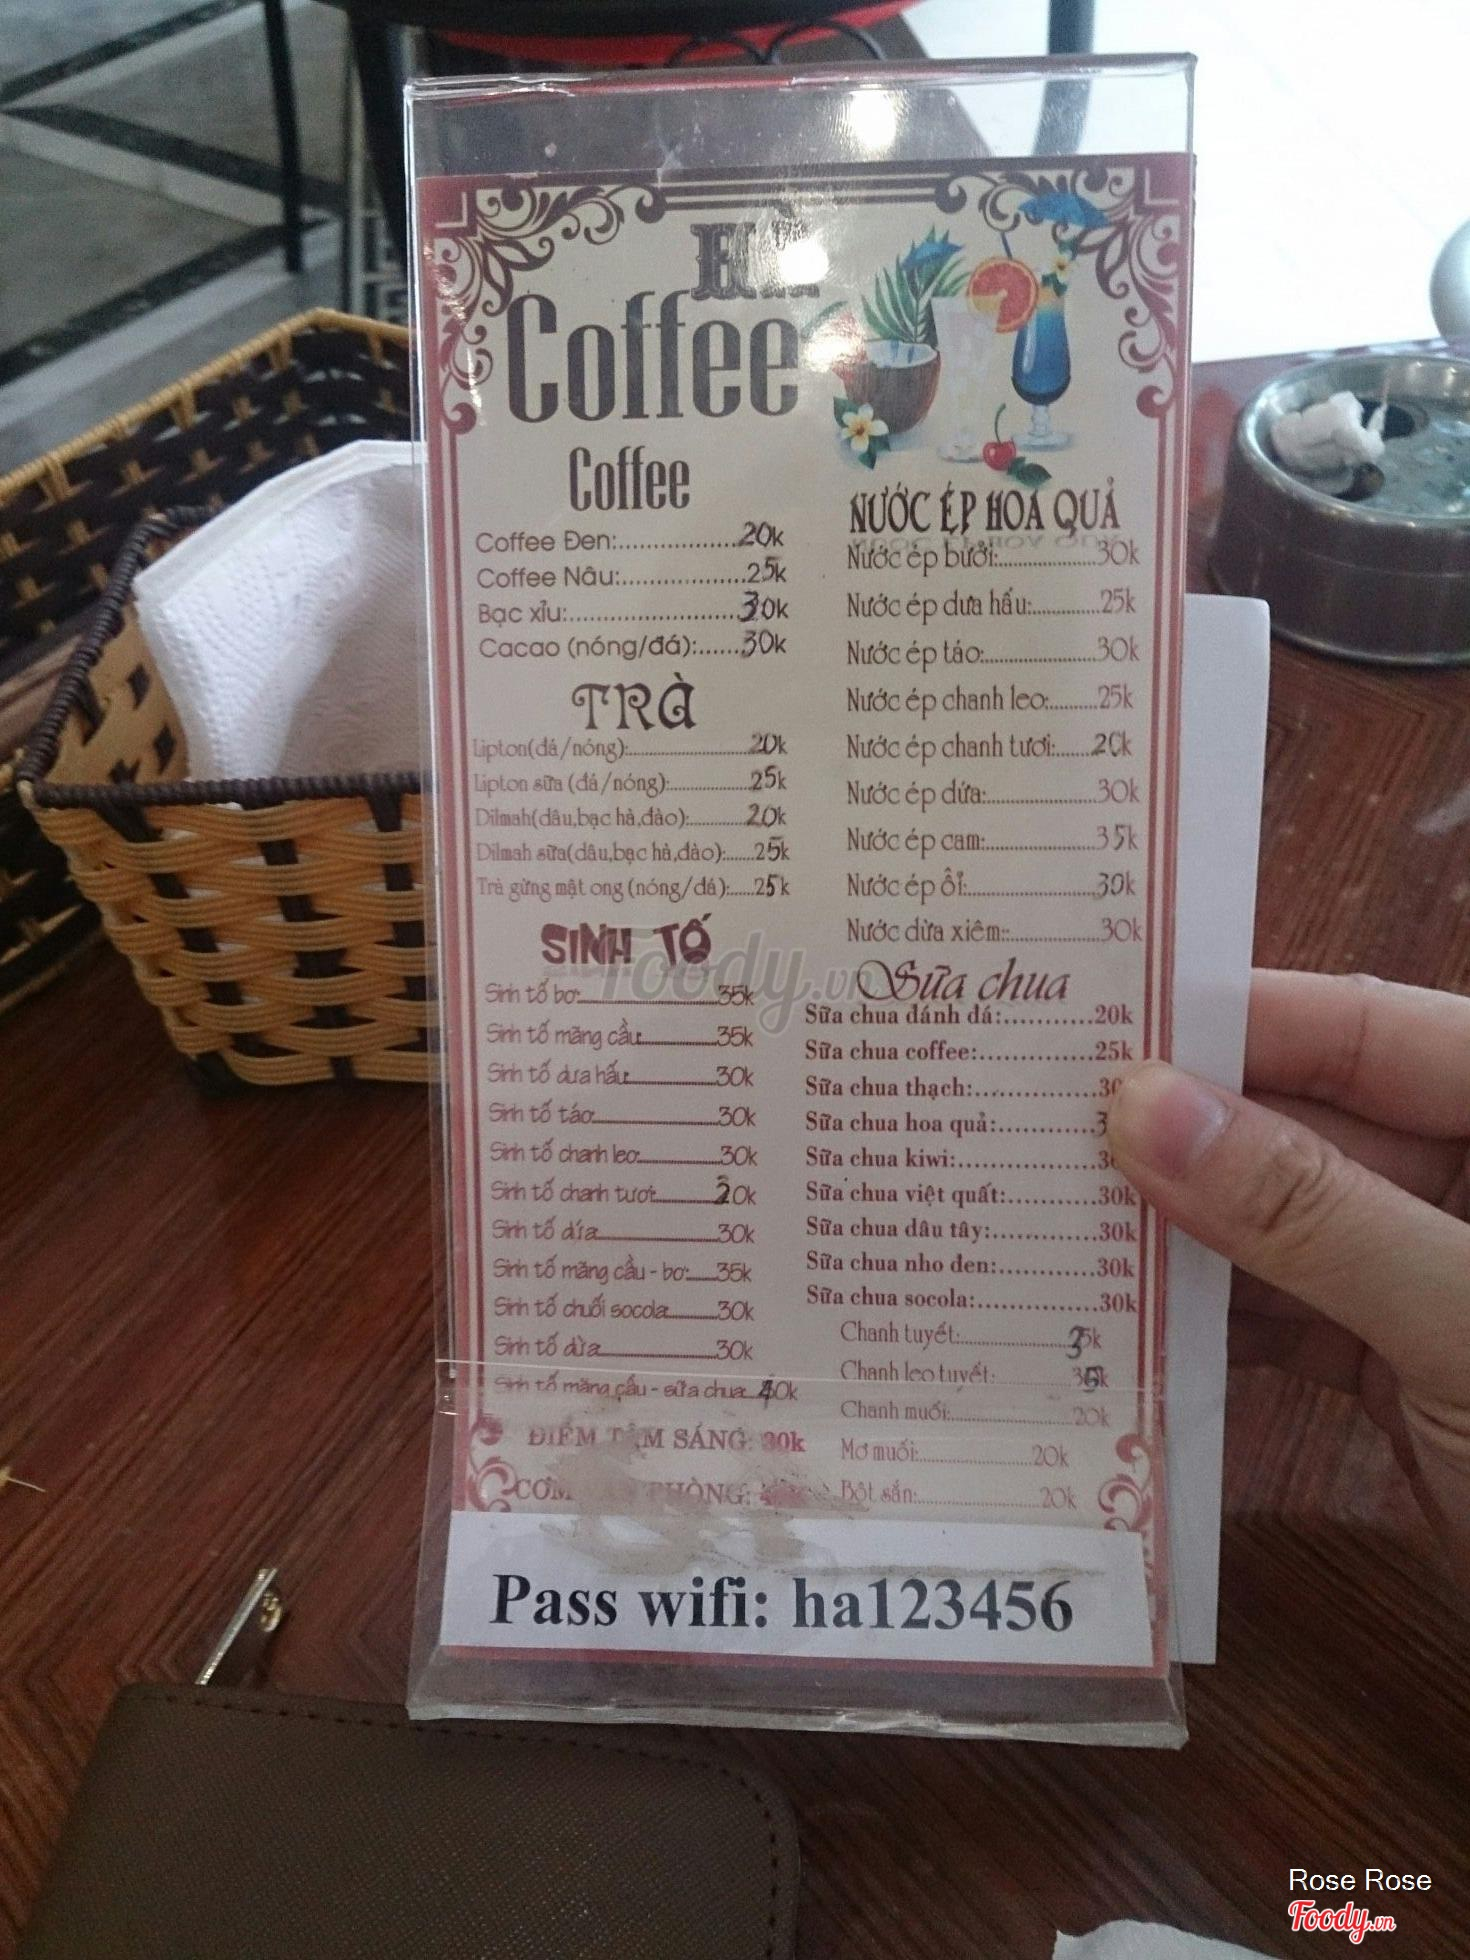 HÀ
Coffee
Coffee
Coffee Đen:..................20k
Coffee Nâu:...................25k
Bạc xỉu:..........................30k
Cacao (nóng/đá):......30k
TRÀ
Lipton(đá/nóng):..............................20k
Lipton sữa (đá/nóng):....................25k
Dilmah(dâu,bạc hà,đào):..............20k
Dilmah sữa(dâu,bạc hà,đào):.......25k
Trà gừng mật ong (nóng/đá):......25k
SINH TỐ
Sinh tố bơ:..............................35k
Sinh tố mãng cầu:..................35k
Sinh tố dưa hấu:....................30k
Sinh tố táo:............................30k
Sinh tố chanh leo:..................30k
Sinh tố chanh tươi:..............20k
Sinh tố dứa:............................30k
Sinh tố mãng cầu - bơ:.......35k
Sinh tố chuối socola:...........30k
Sinh tố dừa:............................30k
Sinh tố mãng cầu - sữa chua:...40k
ĐIỂM TÂM SÁNG: 30k
CƠM PHÒNG:
NƯỚC ÉP HOA QUẢ
Nước ép bưởi:.....................30k
Nước ép dưa hấu:..............25k
Nước ép táo:........................30k
Nước ép chanh leo:..........25k
Nước ép chanh tươi:.......20k
Nước ép dứa:.......................30k
Nước ép cam:.......................35k
Nước ép ổi:...........................30k
Nước dừa xiêm::..................30k
Sữa chua
Sữa chua đánh đá:...........20k
Sữa chua coffee:..............25k
Sữa chua thạch:...............30
Sữa chua hoa quả:............3
Sữa chua kiwi:.................30
Sữa chua việt quất:...........30k
Sữa chua dâu tây:.............30k
Sữa chua nho đen:............30k
Sữa chua socola:...............30k
Chanh tuyết:........................35k
Chanh leo tuyết:................35k
Chanh muối:...........................20k
Mơ muối:.........................20k
Bột sắn:............................20k
Pass wifi: ha123456
Foody.vn
Rose Rose
Foody.vn